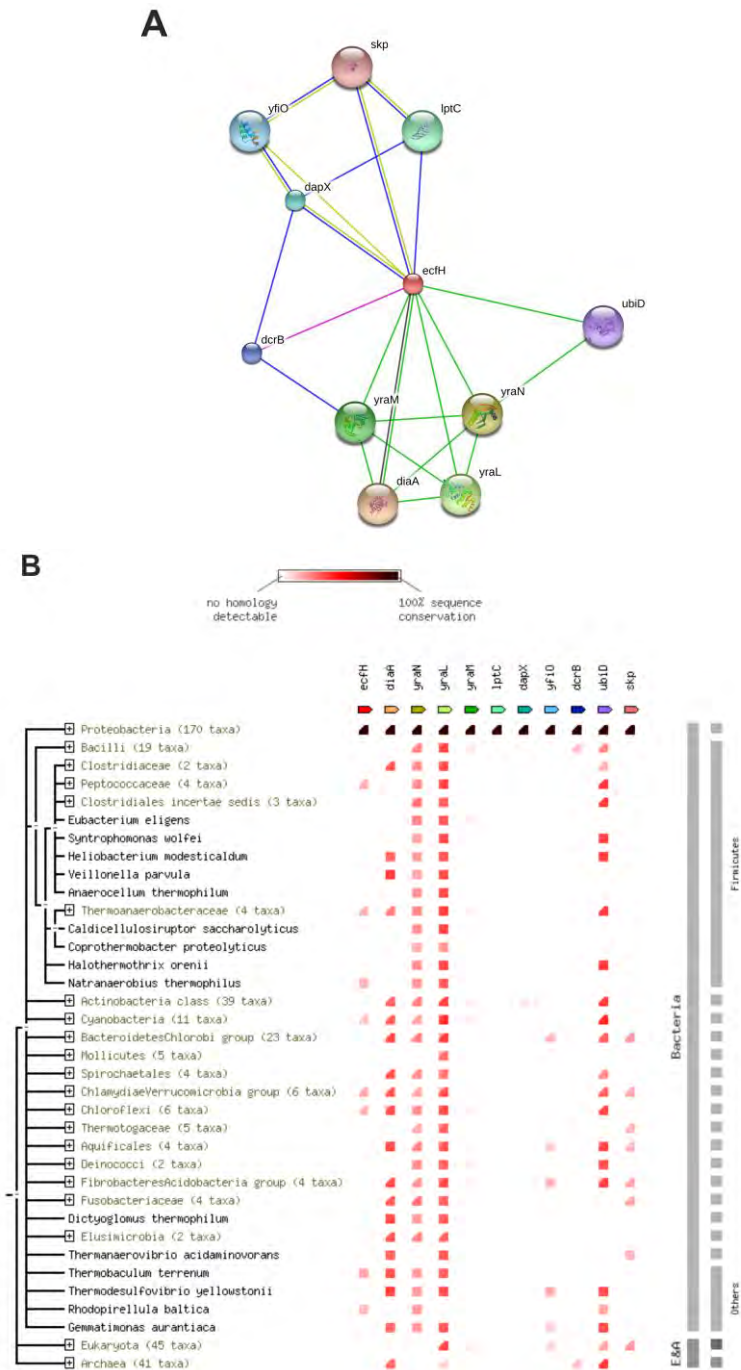 A
skp
yfiO
lptC
dapX
ecfH
ubiD
dcrB
yraM
yraN
diaA
yraL
B
no homology detectable
100% sequence conservation
ecfH diaA yraN yraL yraM lptC dapX yfiO dcrB ubiD skp
Proteobacteria (170 taxa)
Bacilli (19 taxa)
Clostridiaceae (2 taxa)
Peptococcaceae (4 taxa)
Clostridiales incertae sedis (3 taxa)
Eubacterium eligens
Syntrophomonas wolfei
Heliobacterium modesticaldum
Veillonella parvula
Anaerocellum thermophilum
Thermoanaerobacteraceae (4 taxa)
Caldicellulosiruptor saccharolyticus
Coprothermobacter proteolyticus
Halothermothrix orenii
Natranaerobius thermophilus
Actinobacteria class (39 taxa)
Cyanobacteria (11 taxa)
BacteroidetesChlorobi group (23 taxa)
Mollicutes (5 taxa)
Spirochaetales (4 taxa)
ChlamydiaeVerrucomicrobia group (6 taxa)
Chloroflexi (6 taxa)
Thermotogaceae (5 taxa)
Aquificales (4 taxa)
Deinococci (2 taxa)
FibrobacteresAcidobacteria group (4 taxa)
Fusobacteriaceae (4 taxa)
Dictyoglomus thermophilum
Elusimicrobia (2 taxa)
Thermanaerovibrio acidaminovorans
Thermobaculum terrenum
Thermodesulfovibrio yellowstonii
Rhodopirellula baltica
Gemmatimonas aurantiaca
Eukaryota (45 taxa)
Archaea (41 taxa)
Bacteria
E&A
Firmicutes
Others